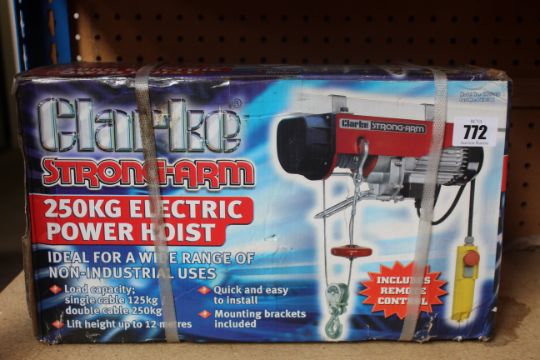 Clarke®
STRONG-ARM
250KG ELECTRIC
POWER HOIST
IDEAL FOR A WIDE RANGE OF
NON-INDUSTRIAL USES
• Load capacity;
single cable 125kg
double cable 250kg
• Lift height up to 12 metres
• Quick and easy
to install
• Mounting brackets
included
Clarke STRONG-ARM
INCLUDES
REMOTE
CONTROL
772